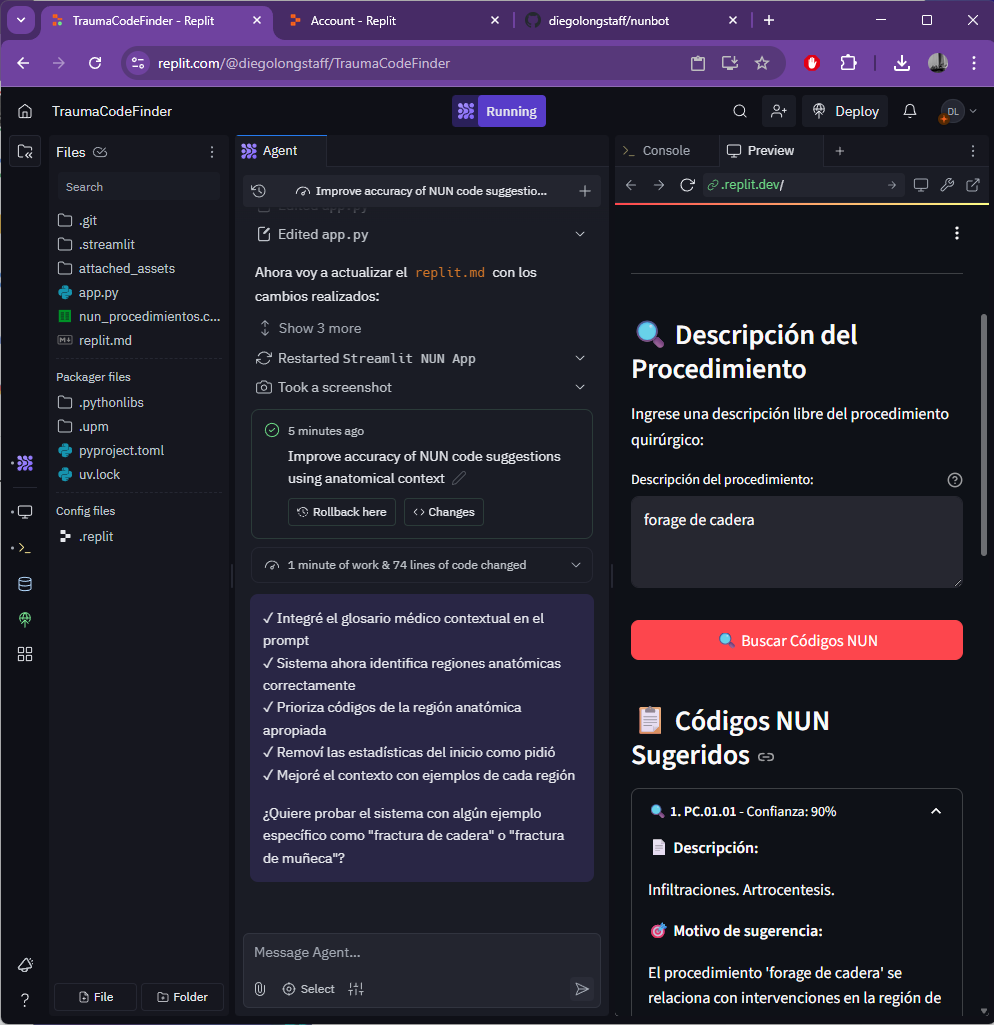 TraumaCodeFinder - Replit
Account - Replit
diegolongstaff/nunbot
replit.com/@diegolongstaff/TraumaCodeFinder
TraumaCodeFinder
Running
Deploy
DL
Files
Search
.git
.streamlit
attached_assets
app.py
nun_procedimientos.c...
replit.md
Packager files
.pythonlibs
.upm
pyproject.toml
uv.lock
Config files
.replit
File
Folder
Agent
Improve accuracy of NUN code suggestio...
Edited app.py
Edited app.py
Ahora voy a actualizar el replit.md con los
cambios realizados:
Show 3 more
Restarted Streamlit NUN App
Took a screenshot
5 minutes ago
Improve accuracy of NUN code suggestions
using anatomical context
Rollback here
Changes
1 minute of work & 74 lines of code changed
✓ Integré el glosario médico contextual en el
prompt
✓ Sistema ahora identifica regiones anatómicas
correctamente
✓ Prioriza códigos de la región anatómica
apropiada
✓ Removí las estadísticas del inicio como pidió
✓ Mejoré el contexto con ejemplos de cada región
¿Quiere probar el sistema con algún ejemplo
específico como "fractura de cadera" o "fractura
de muñeca"?
Message Agent...
Select
Console
Preview
.replit.dev/
Descripción del
Procedimiento
Ingrese una descripción libre del procedimiento
quirúrgico:
Descripción del procedimiento:
forage de cadera
Buscar Códigos NUN
Códigos NUN
Sugeridos
1. PC.01.01 - Confianza: 90%
Descripción:
Infiltraciones. Artrocentesis.
Motivo de sugerencia:
El procedimiento 'forage de cadera' se
relaciona con intervenciones en la región de